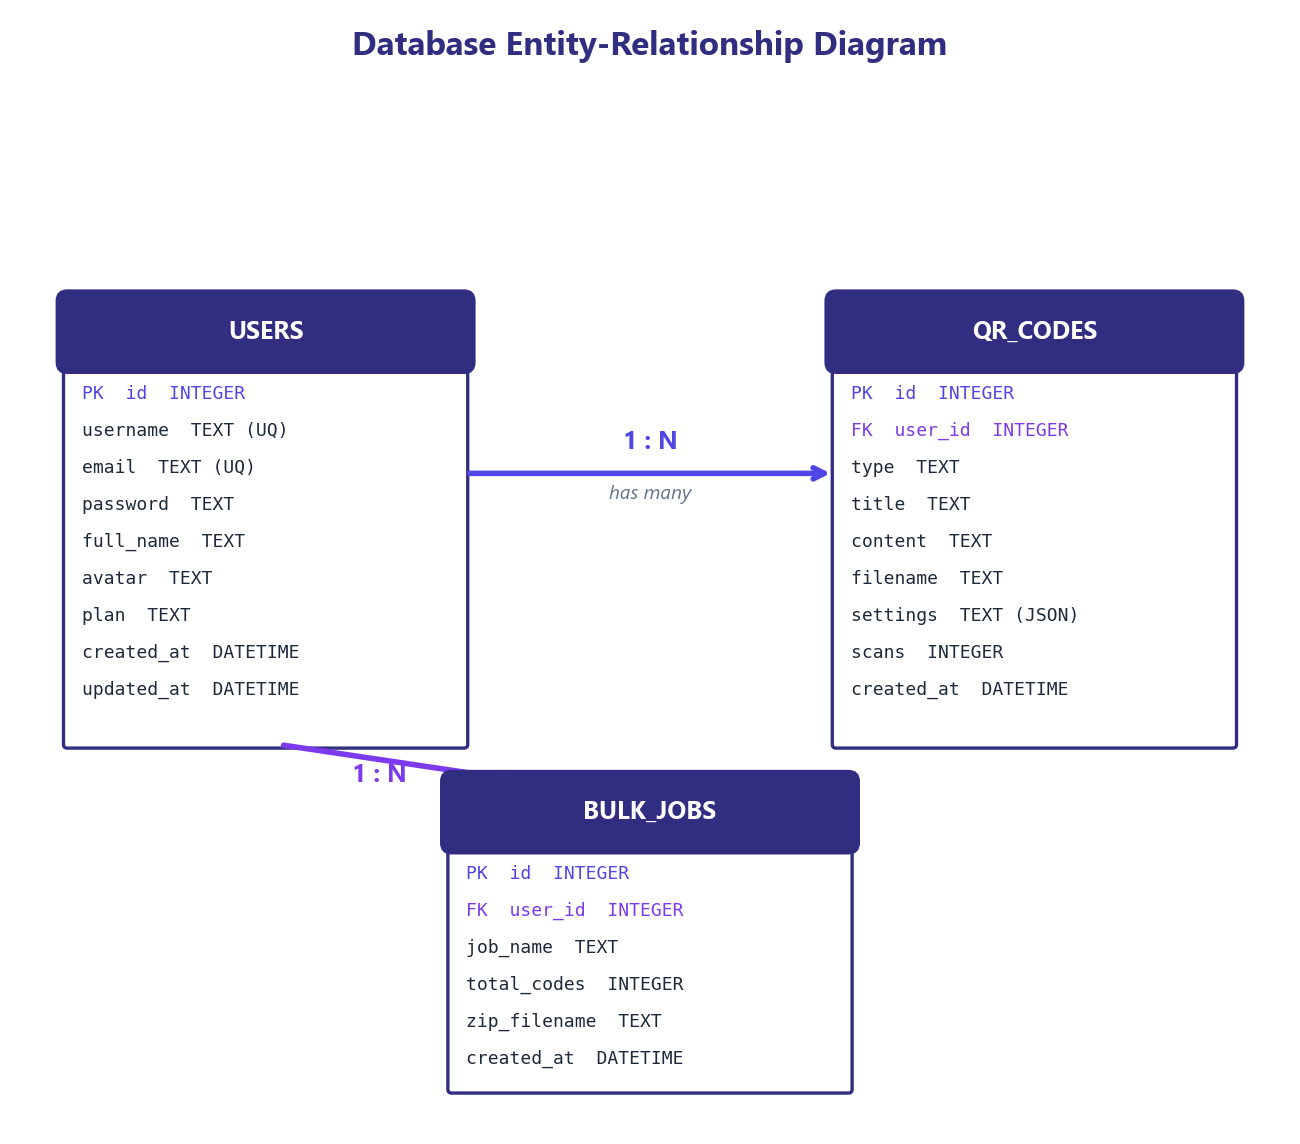 Database Entity-Relationship Diagram
USERS
PK  id  INTEGER
username  TEXT (UQ)
email  TEXT (UQ)
password  TEXT
full_name  TEXT
avatar  TEXT
plan  TEXT
created_at  DATETIME
updated_at  DATETIME
1 : N
has many
QR_CODES
PK  id  INTEGER
FK  user_id  INTEGER
type  TEXT
title  TEXT
content  TEXT
filename  TEXT
settings  TEXT (JSON)
scans  INTEGER
created_at  DATETIME
1 : N
BULK_JOBS
PK  id  INTEGER
FK  user_id  INTEGER
job_name  TEXT
total_codes  INTEGER
zip_filename  TEXT
created_at  DATETIME